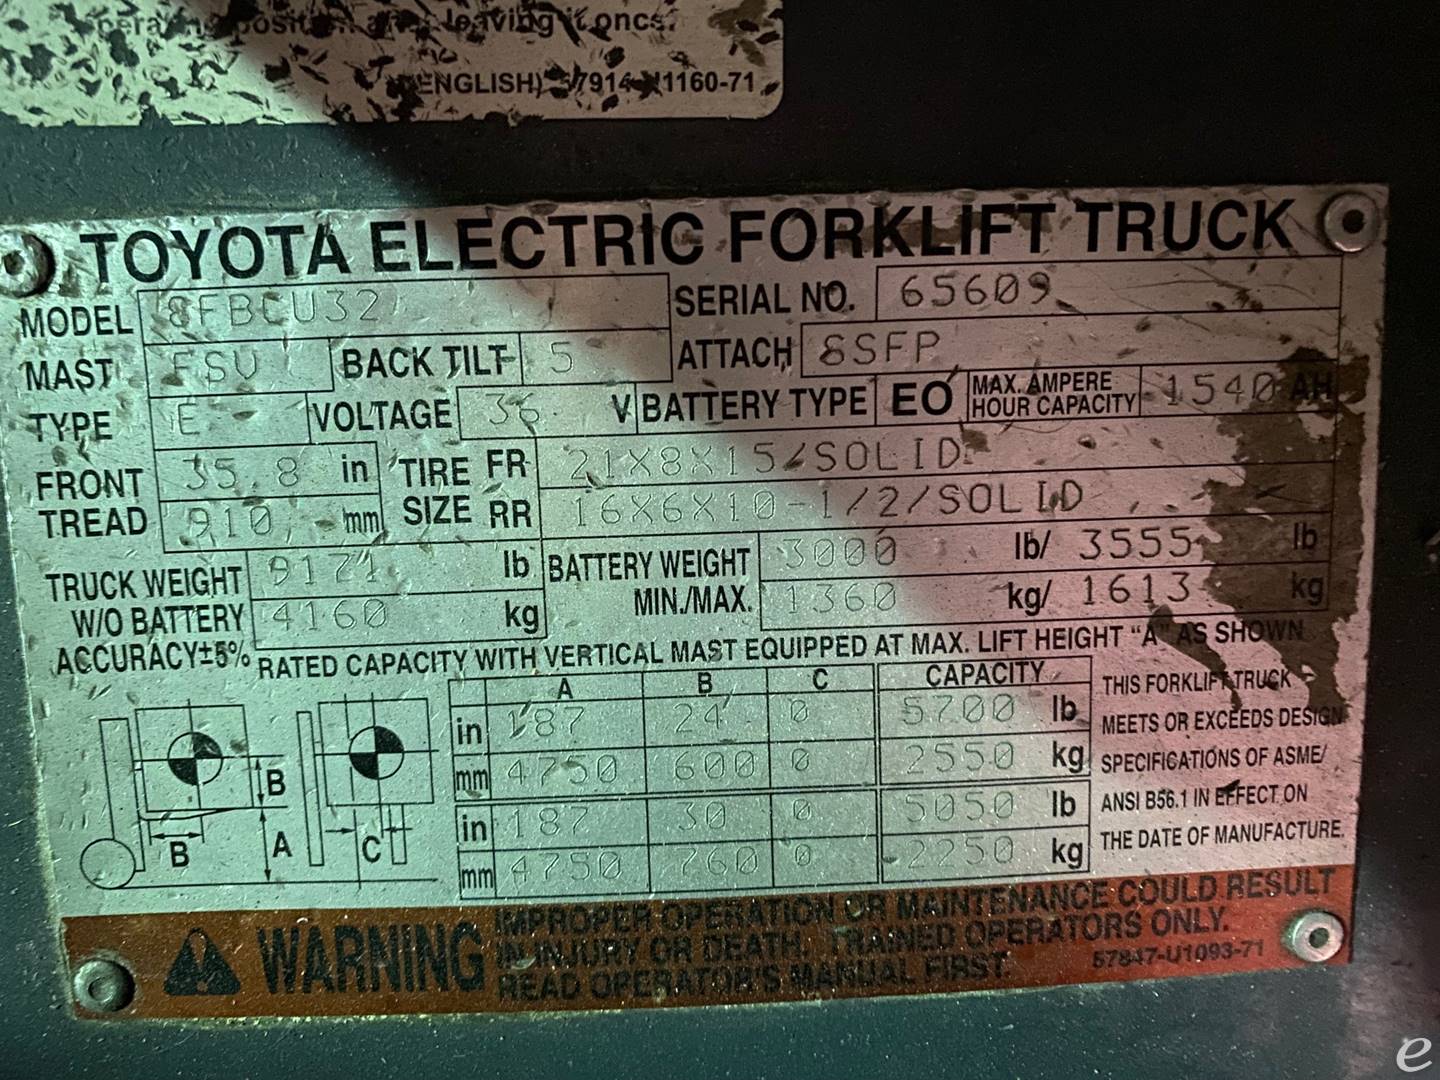 operating position after leaving it once.
(ENGLISH) 57914-U1160-71
TOYOTA ELECTRIC FORKLIFT TRUCK
MODEL 8FBCU32 SERIAL NO. 65609
MAST FSV BACK TILT 5 ATTACH 8SFP
TYPE E VOLTAGE 36 V BATTERY TYPE EO MAX. AMPERE HOUR CAPACITY 1540 AH
FRONT TREAD 35.8 in TIRE SIZE FR 21X8X15/SOLID
910 mm RR 16X6X10-1/2/SOLID
TRUCK WEIGHT 9171 lb BATTERY WEIGHT 3000 lb/ 3555 lb
W/O BATTERY 4160 kg MIN./MAX. 1360 kg/ 1613 kg
ACCURACY±5%
RATED CAPACITY WITH VERTICAL MAST EQUIPPED AT MAX. LIFT HEIGHT "A" AS SHOWN
A B C CAPACITY
in 187 24 0 5700 lb
mm 4750 600 0 2550 kg
in 187 30 0 5050 lb
mm 4750 760 0 2250 kg
B
B A C
THIS FORKLIFT TRUCK
MEETS OR EXCEEDS DESIGN
SPECIFICATIONS OF ASME/
ANSI B56.1 IN EFFECT ON
THE DATE OF MANUFACTURE.
WARNING
IMPROPER OPERATION OR MAINTENANCE COULD RESULT
IN INJURY OR DEATH. TRAINED OPERATORS ONLY.
READ OPERATOR'S MANUAL FIRST.
57847-U1093-71
e